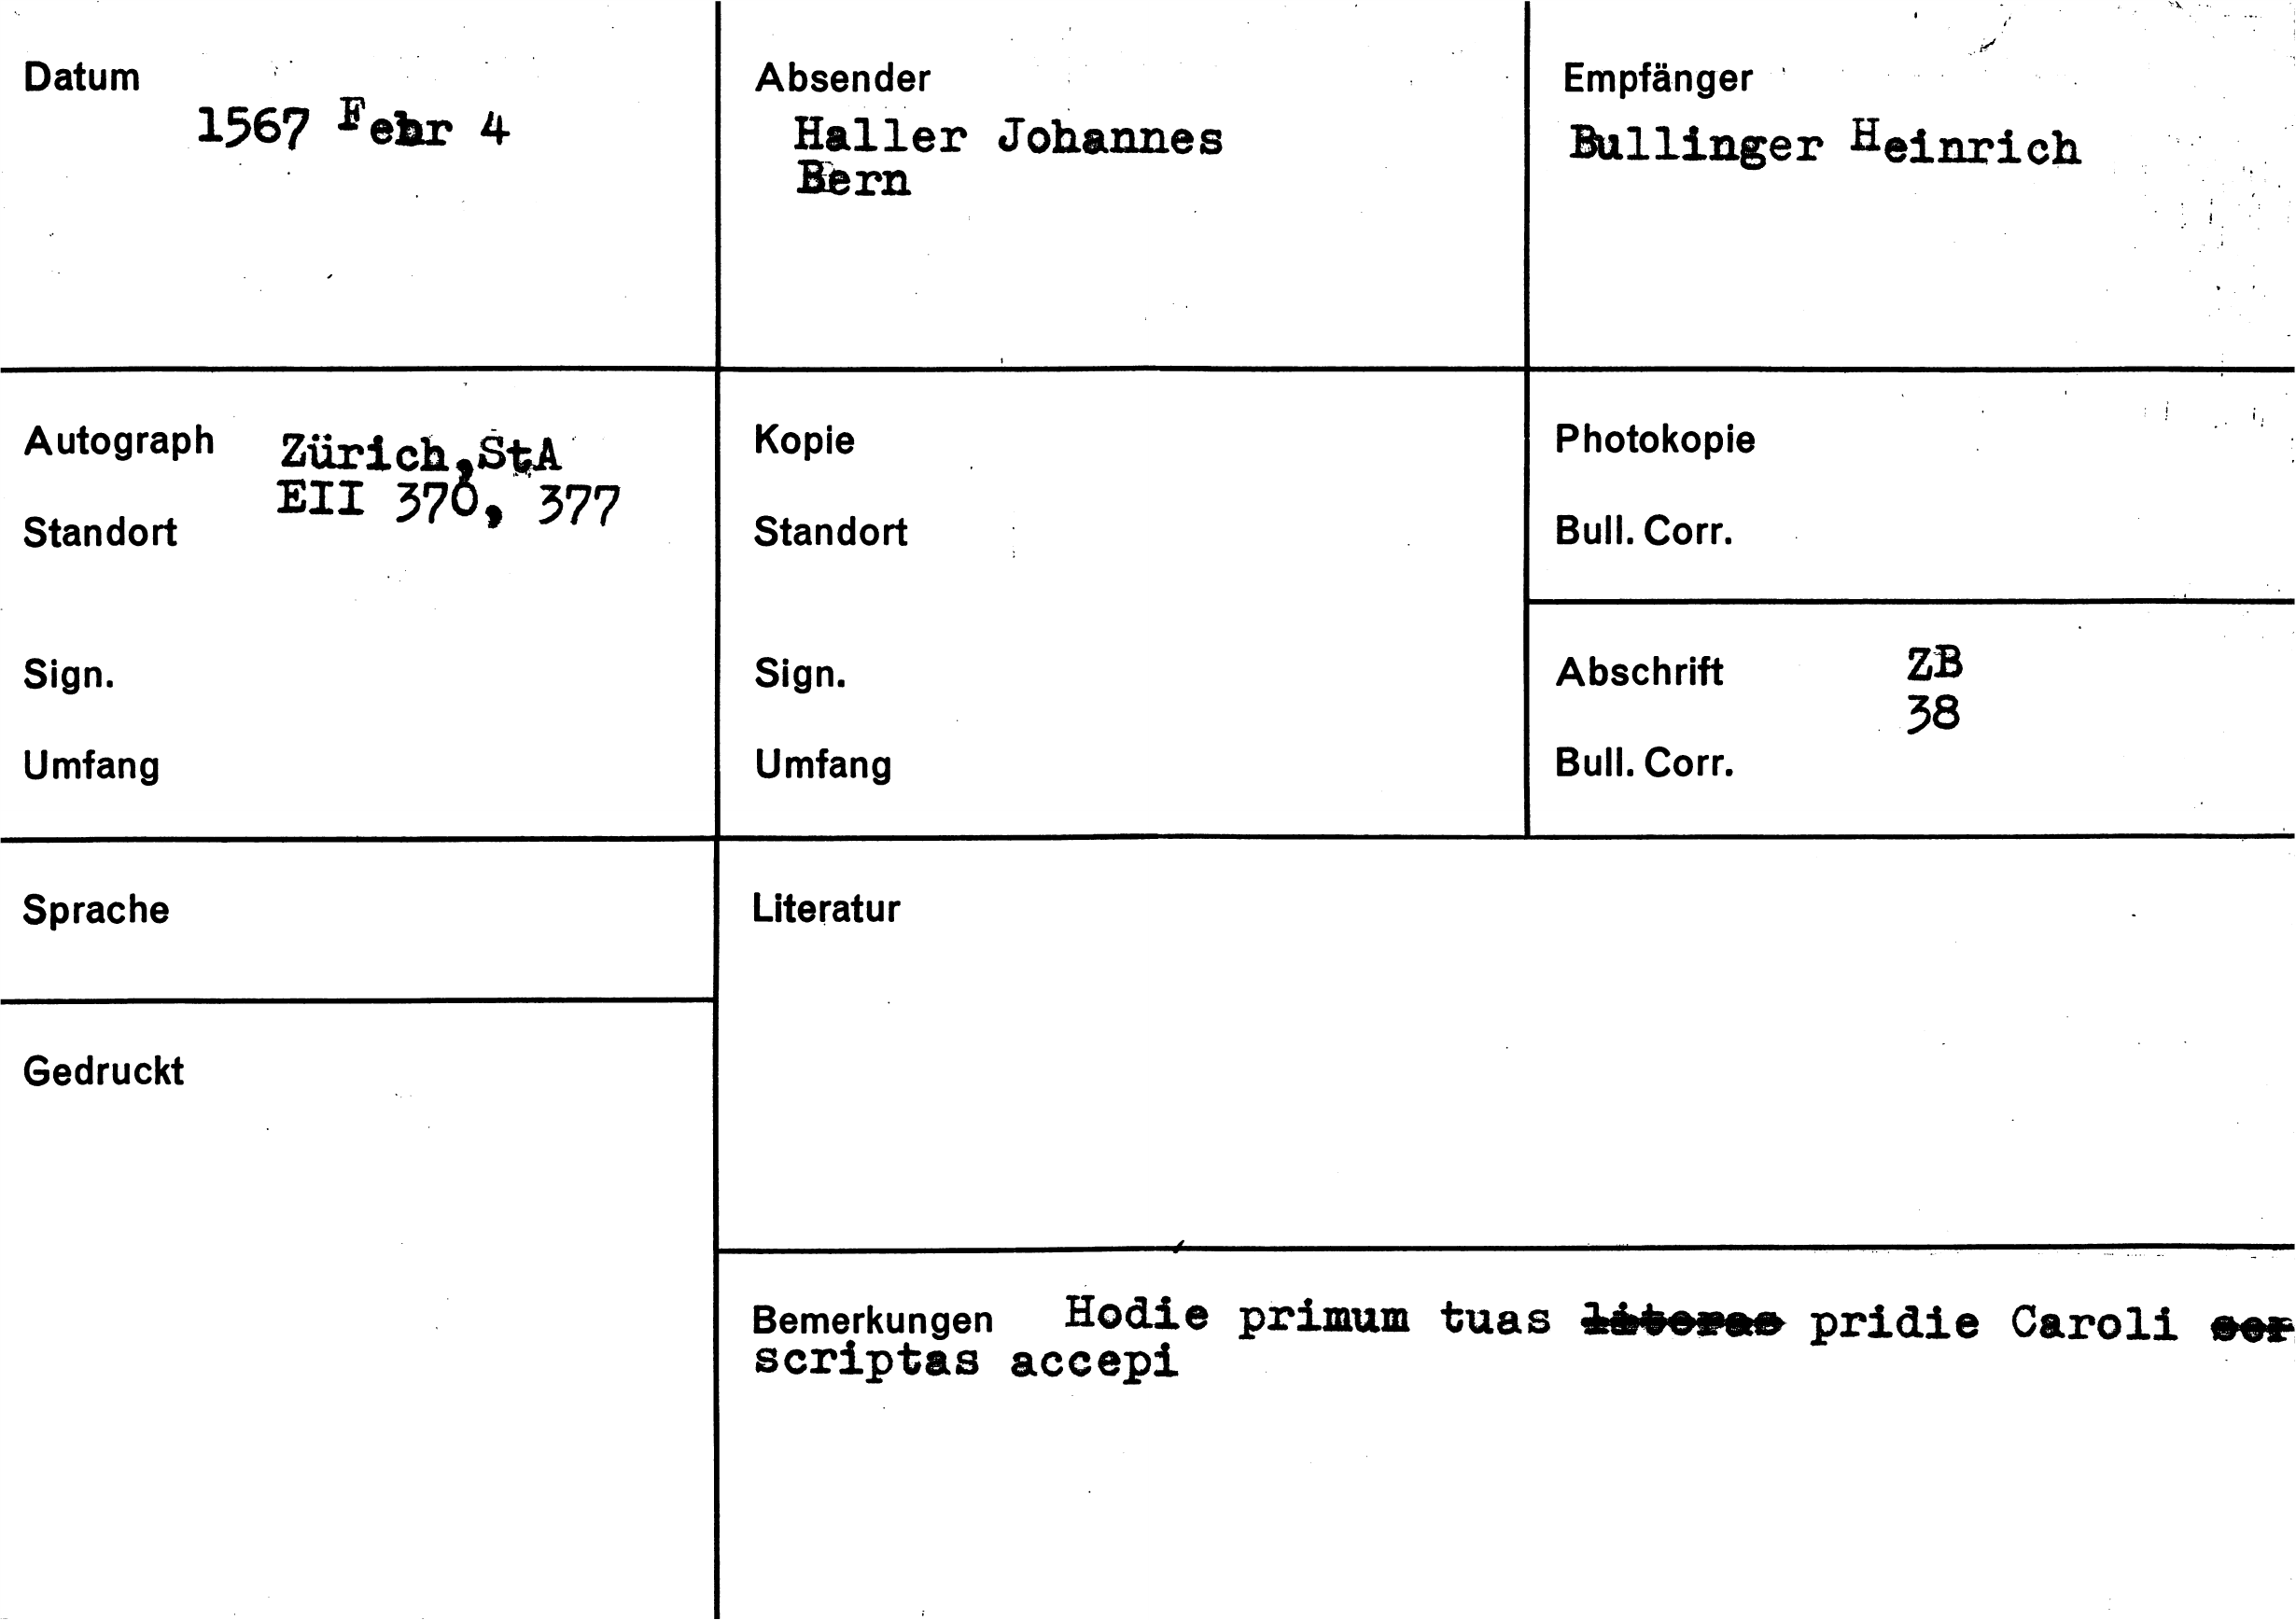 Datum
1567 Febr 4
Absender
Haller Johannes
Bern
Empfänger
Bullinger Heinrich
Autograph
Zürich,StA
EII 370, 377
Standort
Sign.
Umfang
Kopie
Standort
Sign.
Umfang
Photokopie
Bull. Corr.
Abschrift ZB
38
Bull. Corr.
Sprache
Literatur
Gedruckt
Bemerkungen Hodie primum tuas literas pridie Caroli scr
scriptas accepi